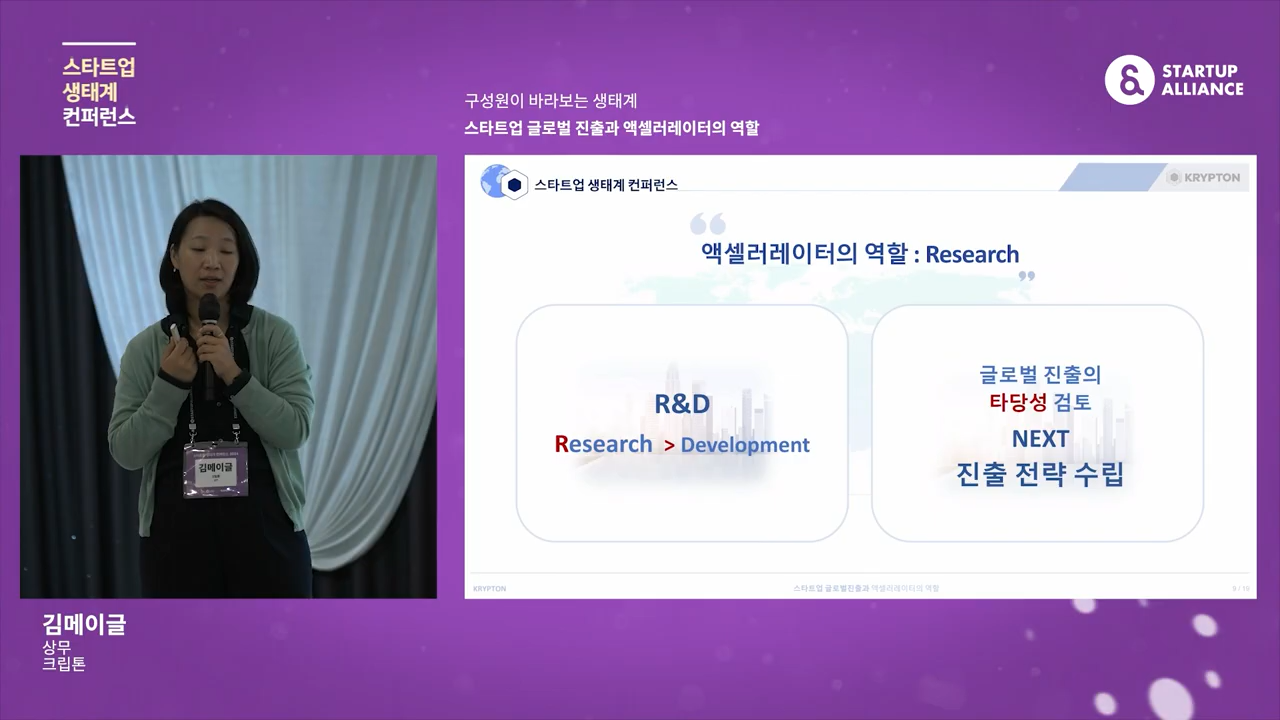 스타트업
생태계
컨퍼런스
STARTUP
ALLIANCE
구성원이 바라보는 생태계
스타트업 글로벌 진출과 액셀러레이터의 역할
스타트업 생태계 컨퍼런스
KRYPTON
액셀러레이터의 역할 : Research
R&D
Research > Development
글로벌 진출의
타당성 검토
NEXT
진출 전략 수립
KRYPTON
스타트업 글로벌진출과 액셀러레이터의 역할
김메이글
김메이글
상무
크립톤